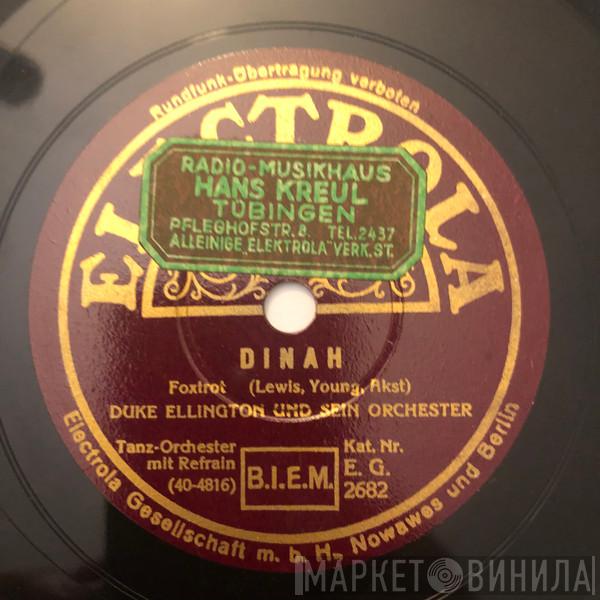 Rundfunk-Übertragung verboten
ELECTROLA
RADIO-MUSIKHAUS
HANS KREUL
TÜBINGEN
PFLEGHOFSTR. 8. TEL. 2437
ALLEINIGE „ELEKTROLA“ VERK.ST.
DINAH
Foxtrot (Lewis, Young, Akst)
DUKE ELLINGTON UND SEIN ORCHESTER
Tanz-Orchester
mit Refrain
(40-4816)
B.I.E.M.
Kat. Nr.
E. G.
2682
Electrola Gesellschaft m. b. H., Nowawes und Berlin
МАРКЕТ ВИНИЛА